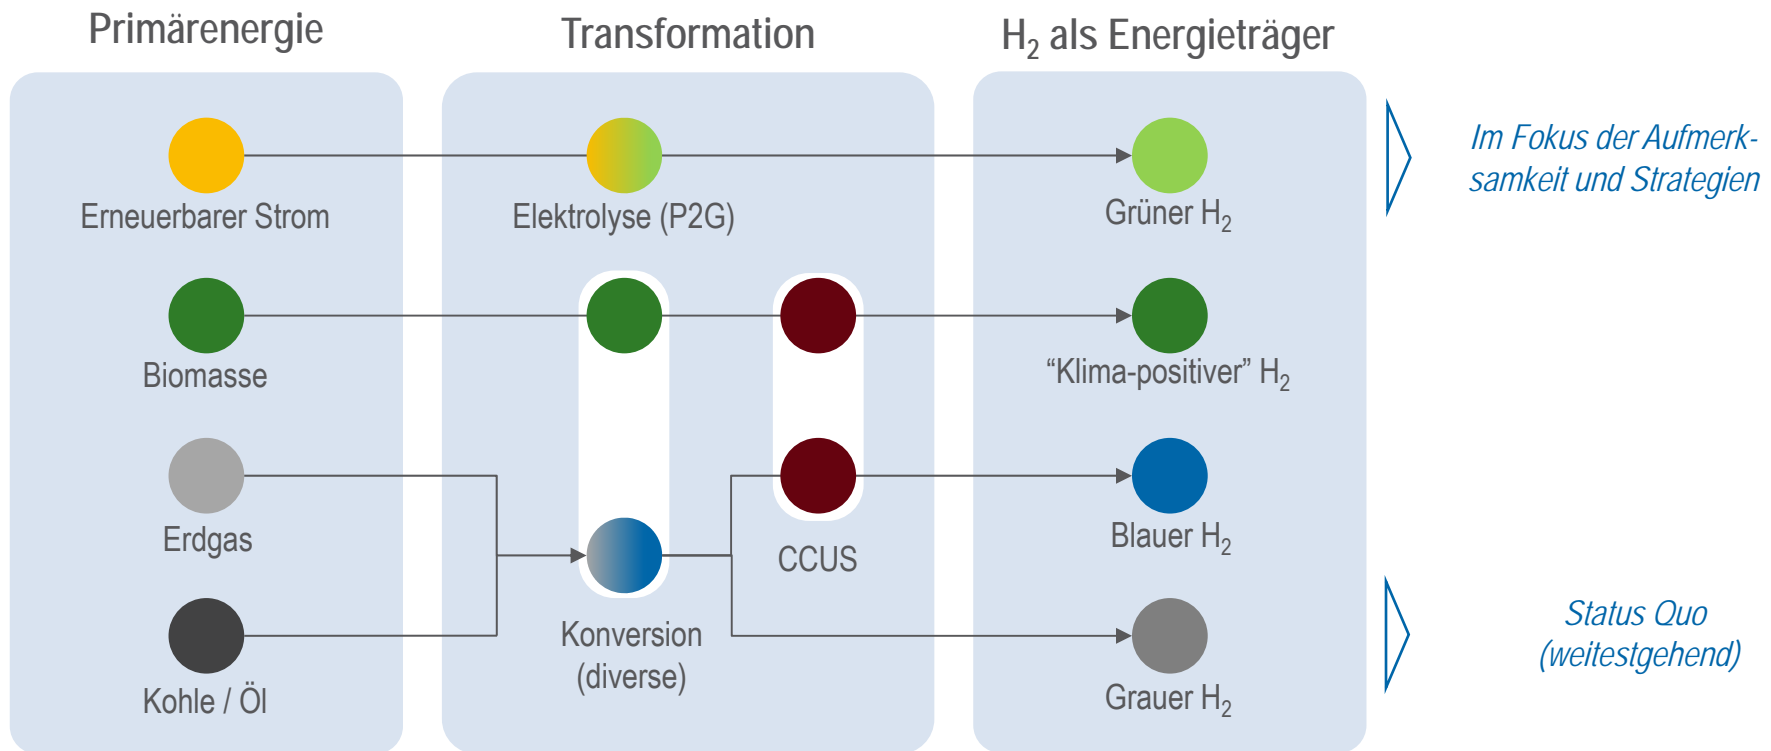 Primärenergie
Transformation
H₂ als Energieträger
Erneuerbarer Strom
Elektrolyse (P2G)
Grüner H₂
Im Fokus der Aufmerk-
samkeit und Strategien
Biomasse
“Klima-positiver” H₂
Erdgas
CCUS
Blauer H₂
Kohle / Öl
Konversion
(diverse)
Grauer H₂
Status Quo
(weitestgehend)